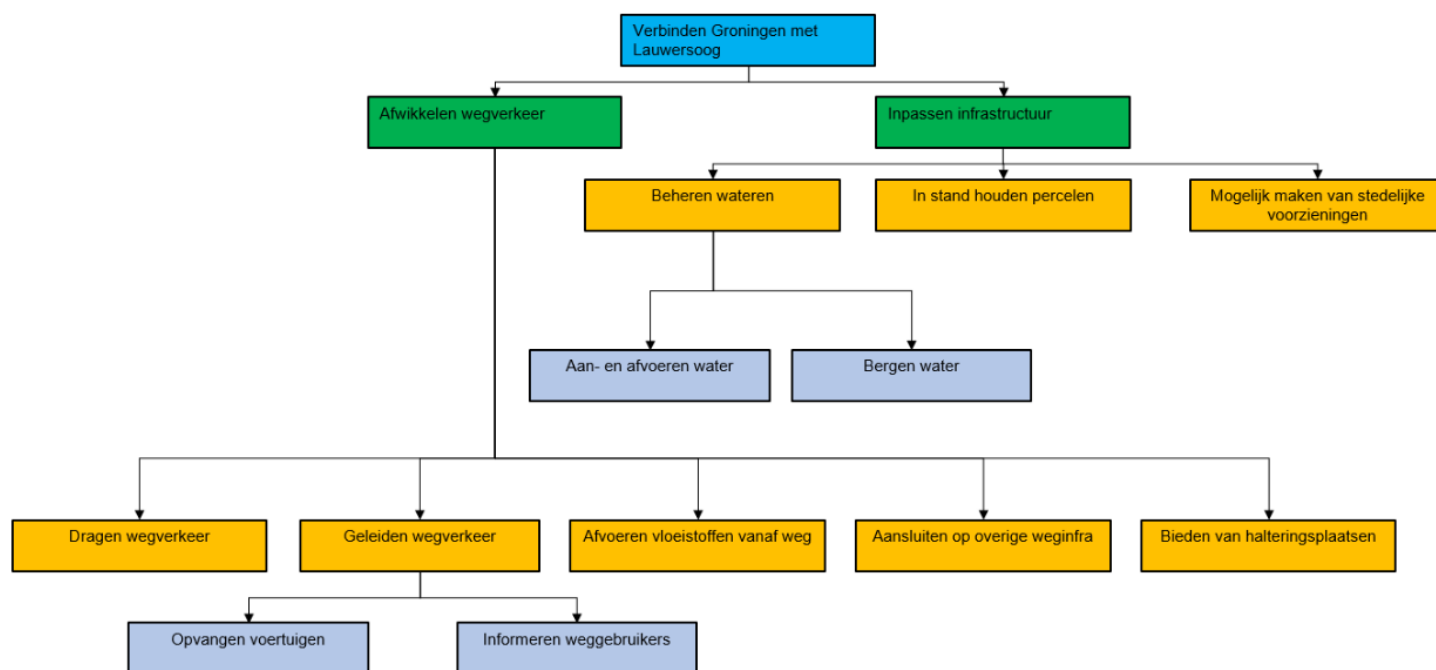 Verbinden Groningen met
Lauwersoog
Afwikkelen wegverkeer
Inpassen infrastructuur
Beheren wateren
In stand houden percelen
Mogelijk maken van stedelijke
voorzieningen
Aan- en afvoeren water
Bergen water
Dragen wegverkeer
Geleiden wegverkeer
Afvoeren vloeistoffen vanaf weg
Aansluiten op overige weginfra
Bieden van halteringsplaatsen
Opvangen voertuigen
Informeren weggebruikers